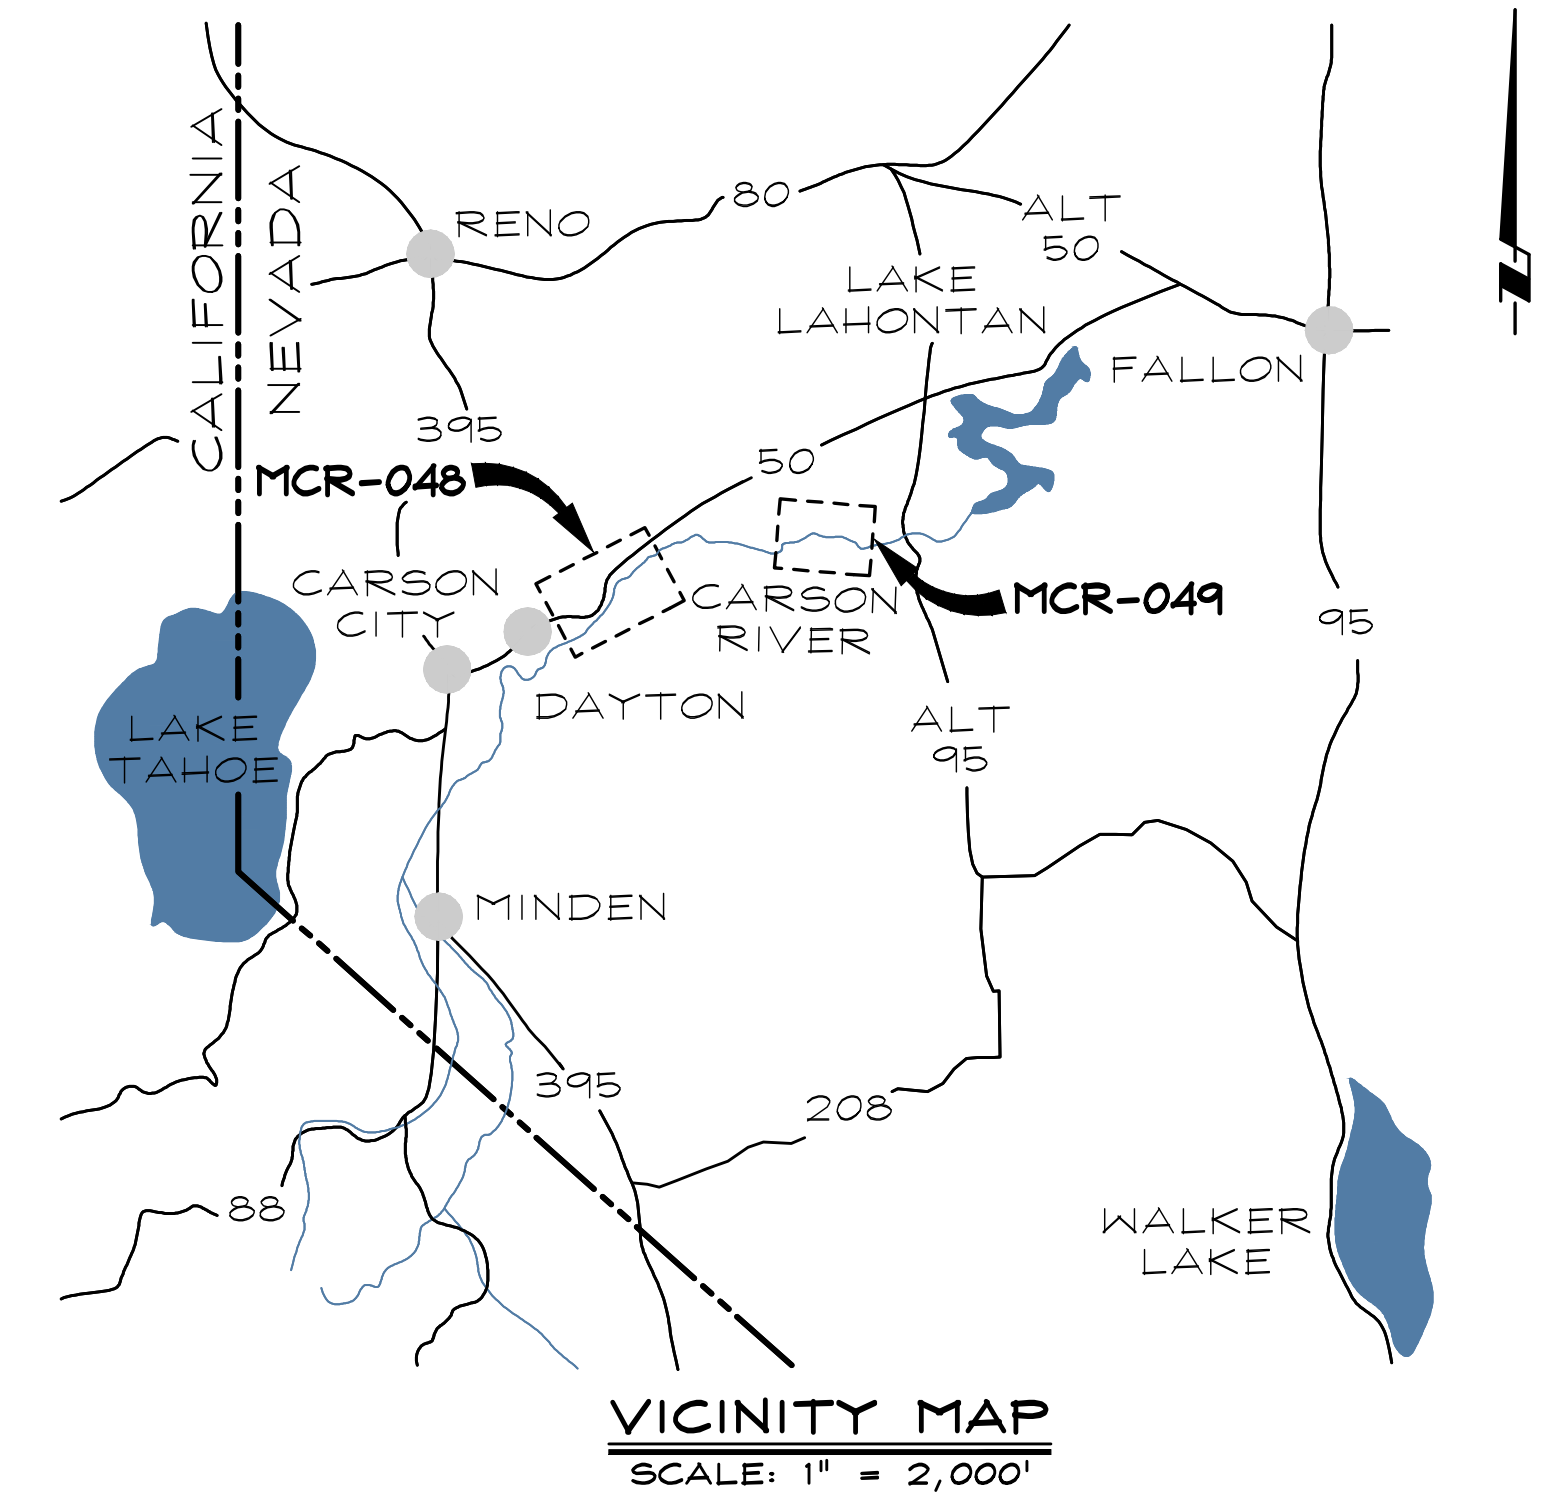 CALIFORNIA
NEVADA
RENO
80
ALT
50
LAKE
LAHONTAN
FALLON
395
MCR-048
50
CARSON
CITY
CARSON
RIVER
MCR-049
95
DAYTON
ALT
95
LAKE
TAHOE
MINDEN
395
208
88
WALKER
LAKE
VICINITY MAP
SCALE: 1" = 2,000'